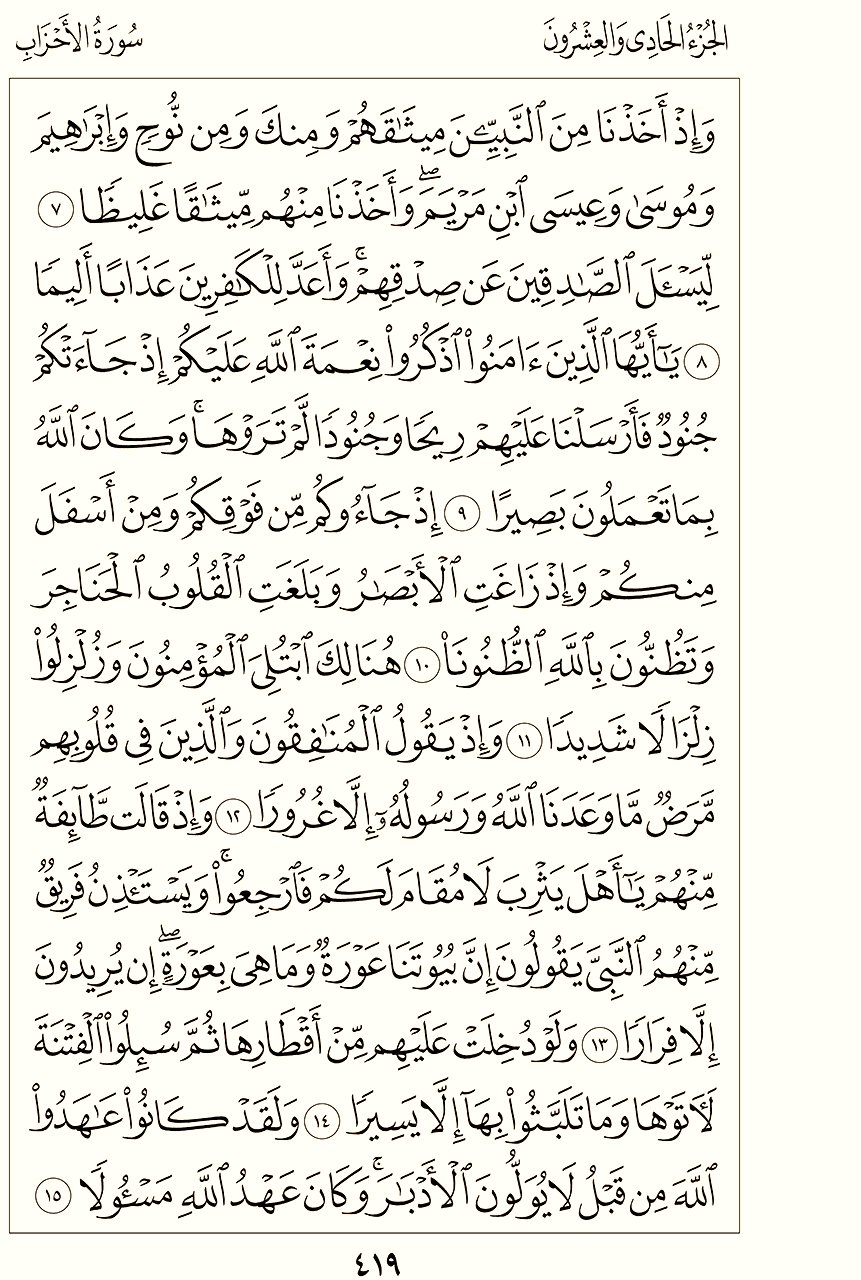 الجُزْءُ الحَادِى وَالعِشْرُونَ
سُورَةُ الأَحْزَابِ
وَإِذْ أَخَذْنَا مِنَ ٱلنَّبِيِّـۧنَ مِيثَٰقَهُمْ وَمِنكَ وَمِن نُّوحٍ وَإِبْرَٰهِيمَ
وَمُوسَىٰ وَعِيسَى ٱبْنِ مَرْيَمَۖ وَأَخَذْنَا مِنْهُم مِّيثَٰقًا غَلِيظًا ٧
لِّيَسْـَٔلَ ٱلصَّٰدِقِينَ عَن صِدْقِهِمْۚ وَأَعَدَّ لِلْكَٰفِرِينَ عَذَابًا أَلِيمًا
٨ يَٰٓأَيُّهَا ٱلَّذِينَ ءَامَنُوا۟ ٱذْكُرُوا۟ نِعْمَةَ ٱللَّهِ عَلَيْكُمْ إِذْ جَآءَتْكُمْ
جُنُودٌ فَأَرْسَلْنَا عَلَيْهِمْ رِيحًا وَجُنُودًا لَّمْ تَرَوْهَاۚ وَكَانَ ٱللَّهُ
بِمَا تَعْمَلُونَ بَصِيرًا ٩ إِذْ جَآءُوكُم مِّن فَوْقِكُمْ وَمِنْ أَسْفَلَ
مِنكُمْ وَإِذْ زَاغَتِ ٱلْأَبْصَٰرُ وَبَلَغَتِ ٱلْقُلُوبُ ٱلْحَنَاجِرَ
وَتَظُنُّونَ بِٱللَّهِ ٱلظُّنُونَا۠ ١٠ هُنَالِكَ ٱبْتُلِىَ ٱلْمُؤْمِنُونَ وَزُلْزِلُوا۟
زِلْزَالًا شَدِيدًا ١١ وَإِذْ يَقُولُ ٱلْمُنَٰفِقُونَ وَٱلَّذِينَ فِى قُلُوبِهِم
مَّرَضٌ مَّا وَعَدَنَا ٱللَّهُ وَرَسُولُهُۥٓ إِلَّا غُرُورًا ١٢ وَإِذْ قَالَت طَّآئِفَةٌ
مِّنْهُمْ يَٰٓأَهْلَ يَثْرِبَ لَا مُقَامَ لَكُمْ فَٱرْجِعُوا۟ۚ وَيَسْتَـْٔذِنُ فَرِيقٌ
مِّنْهُمُ ٱلنَّبِىَّ يَقُولُونَ إِنَّ بُيُوتَنَا عَوْرَةٌ وَمَا هِىَ بِعَوْرَةٍۖ إِن يُرِيدُونَ
إِلَّا فِرَارًا ١٣ وَلَوْ دُخِلَتْ عَلَيْهِم مِّنْ أَقْطَارِهَا ثُمَّ سُئِلُوا۟ ٱلْفِتْنَةَ
لَـَٔاتَوْهَا وَمَا تَلَبَّثُوا۟ بِهَآ إِلَّا يَسِيرًا ١٤ وَلَقَدْ كَانُوا۟ عَٰهَدُوا۟
ٱللَّهَ مِن قَبْلُ لَا يُوَلُّونَ ٱلْأَدْبَٰرَۚ وَكَانَ عَهْدُ ٱللَّهِ مَسْـُٔولًا ١٥
٤١٩